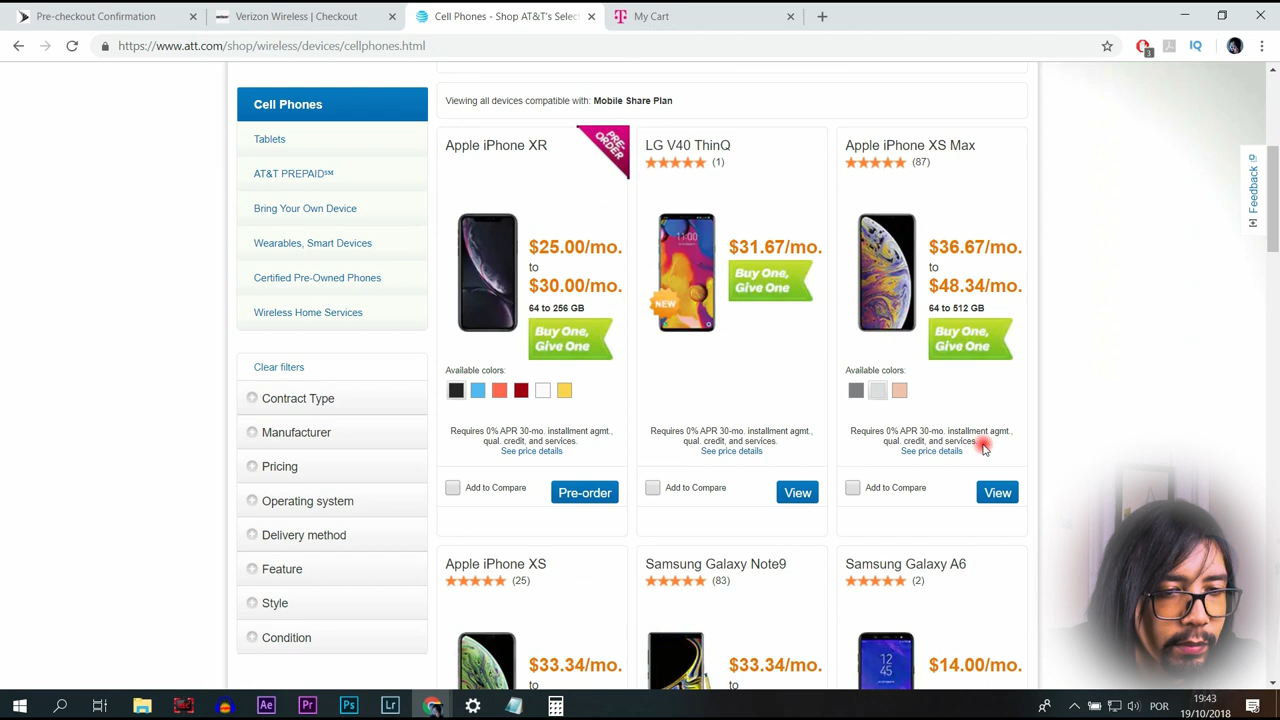 Pre-checkout Confirmation
Verizon Wireless | Checkout
Cell Phones - Shop AT&T's Select
My Cart
https://www.att.com/shop/wireless/devices/cellphones.html
3
IQ
Cell Phones
Tablets
AT&T PREPAID℠
Bring Your Own Device
Wearables, Smart Devices
Certified Pre-Owned Phones
Wireless Home Services
Clear filters
Contract Type
Manufacturer
Pricing
Operating system
Delivery method
Feature
Style
Condition
Viewing all devices compatible with: Mobile Share Plan
Apple iPhone XR
PRE-
ORDER
$25.00/mo.
to
$30.00/mo.
64 to 256 GB
Buy One,
Give One
Available colors:
Requires 0% APR 30-mo. installment agmt.,
qual. credit, and services.
See price details
Add to Compare
Pre-order
LG V40 ThinQ
(1)
11:00
NEW
$31.67/mo.
Buy One,
Give One
Requires 0% APR 30-mo. installment agmt.,
qual. credit, and services.
See price details
Add to Compare
View
Apple iPhone XS Max
(87)
$36.67/mo.
to
$48.34/mo.
64 to 512 GB
Buy One,
Give One
Available colors:
Requires 0% APR 30-mo. installment agmt.,
qual. credit, and services.
See price details
Add to Compare
View
Apple iPhone XS
(25)
$33.34/mo.
to
Samsung Galaxy Note9
(83)
$33.34/mo.
to
Samsung Galaxy A6
(2)
12
45
$14.00/mo.
Feedback
Ae
Pr
Ps
Lr
POR
19:43
19/10/2018